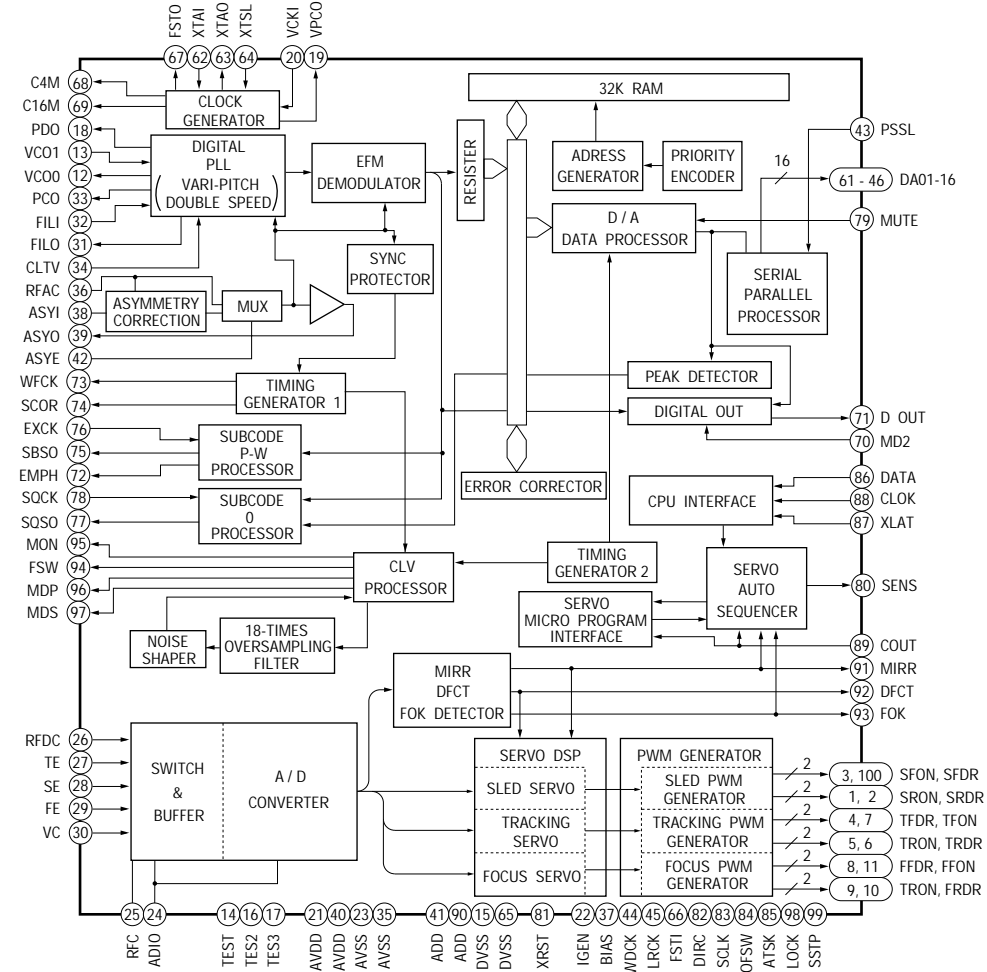 FSTO
XTAI
XTAO
XTSL
VCKI
VPCO
67
62
63
64
20
19
C4M 68
C16M 69
PDO 18
VCO1 13
VCO0 12
PCO 33
FILI 32
FILO 31
CLTV 34
RFAC 36
ASYI 38
ASYO 39
ASYE 42
WFCK 73
SCOR 74
EXCK 76
SBSO 75
EMPH 72
SQCK 78
SQSO 77
MON 95
FSW 94
MDP 96
MDS 97
RFDC 26
TE 27
SE 28
FE 29
VC 30
CLOCK
GENERATOR
DIGITAL
PLL
VARI-PITCH
DOUBLE SPEED
EFM
DEMODULATOR
SYNC
PROTECTOR
ASYMMETRY
CORRECTION
MUX
TIMING
GENERATOR 1
SUBCODE
P-W
PROCESSOR
SUBCODE
0
PROCESSOR
CLV
PROCESSOR
NOISE
SHAPER
18-TIMES
OVERSAMPLING
FILTER
32K RAM
RESISTER
ADRESS
GENERATOR
PRIORITY
ENCODER
D / A
DATA PROCESSOR
16
SERIAL
PARALLEL
PROCESSOR
PEAK DETECTOR
DIGITAL OUT
ERROR CORRECTOR
CPU INTERFACE
TIMING
GENERATOR 2
SERVO
AUTO
SEQUENCER
SERVO
MICRO PROGRAM
INTERFACE
MIRR
DFCT
FOK DETECTOR
SWITCH
&
BUFFER
A / D
CONVERTER
SERVO DSP
SLED SERVO
TRACKING
SERVO
FOCUS SERVO
PWM GENERATOR
SLED PWM
GENERATOR
TRACKING PWM
GENERATOR
FOCUS PWM
GENERATOR
43 PSSL
61 - 46 DA01-16
79 MUTE
71 D OUT
70 MD2
86 DATA
88 CLOK
87 XLAT
80 SENS
89 COUT
91 MIRR
92 DFCT
93 FOK
2 3, 100 SFON, SFDR
2 1, 2 SRON, SRDR
2 4, 7 TFDR, TFON
2 5, 6 TRON, TRDR
2 8, 11 FFDR, FFON
2 9, 10 TRON, FRDR
25
24
14
16
17
21
40
23
35
41
90
15
65
81
22
37
44
45
66
82
83
84
85
98
99
RFC
ADIO
TEST
TES2
TES3
AVDD
AVDD
AVSS
AVSS
ADD
ADD
DVSS
DVSS
XRST
IGEN
BIAS
WDCK
LRCK
FSTI
DIRC
SCLK
OFSW
ATSK
LOCK
SSTP